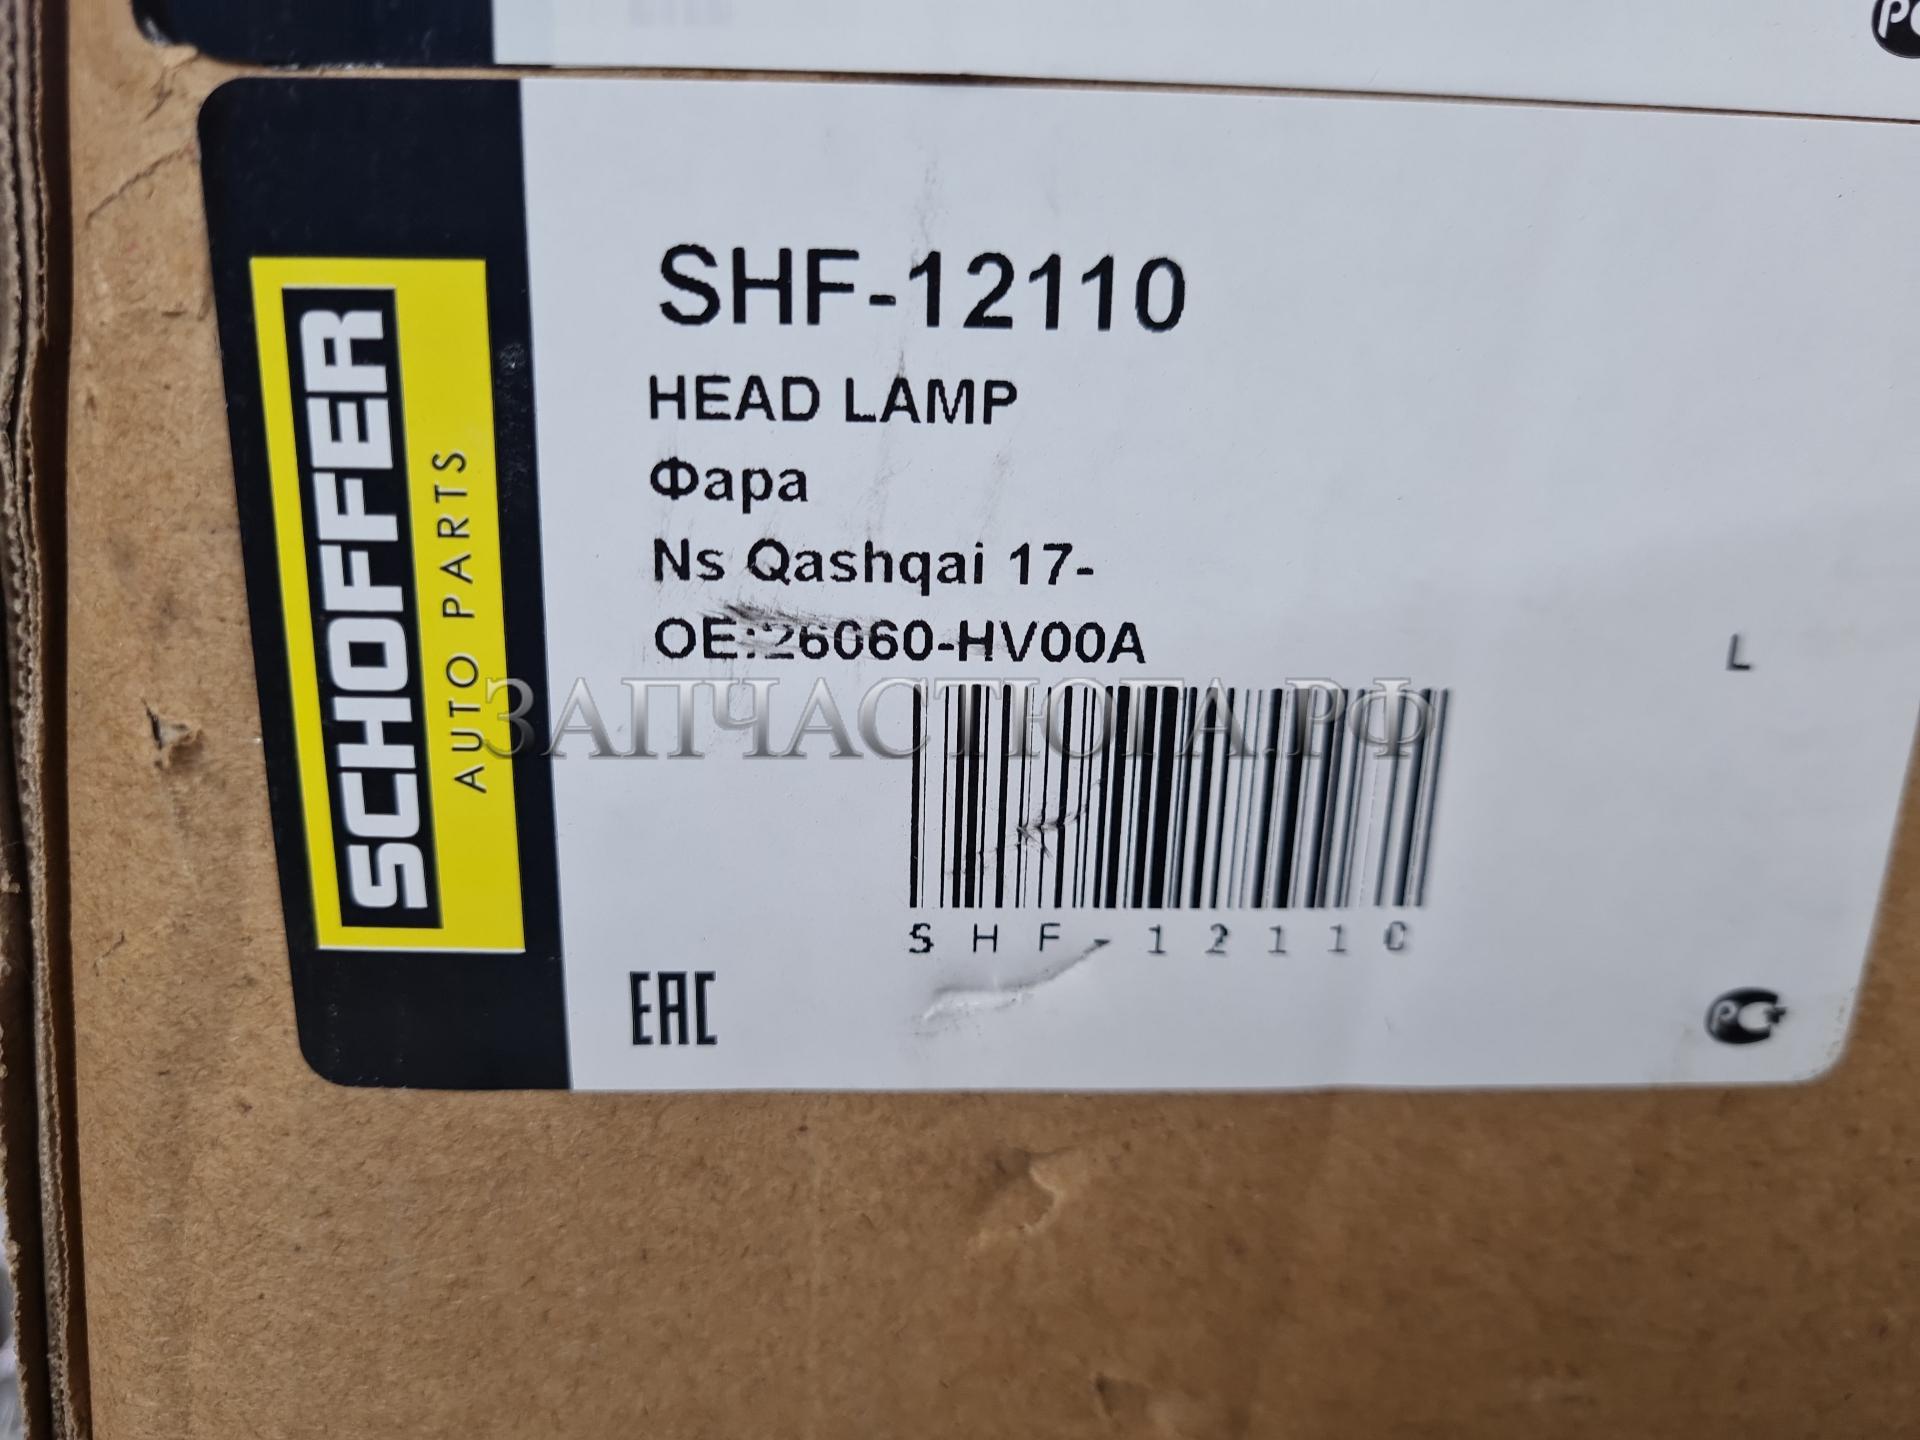 SCHOFFER
AUTO PARTS
SHF-12110
HEAD LAMP
Фара
Ns Qashqai 17-
OE:26060-HV00A
L
ЗАПЧАСТЮГА.РФ
SHF-12110
EAC
РС